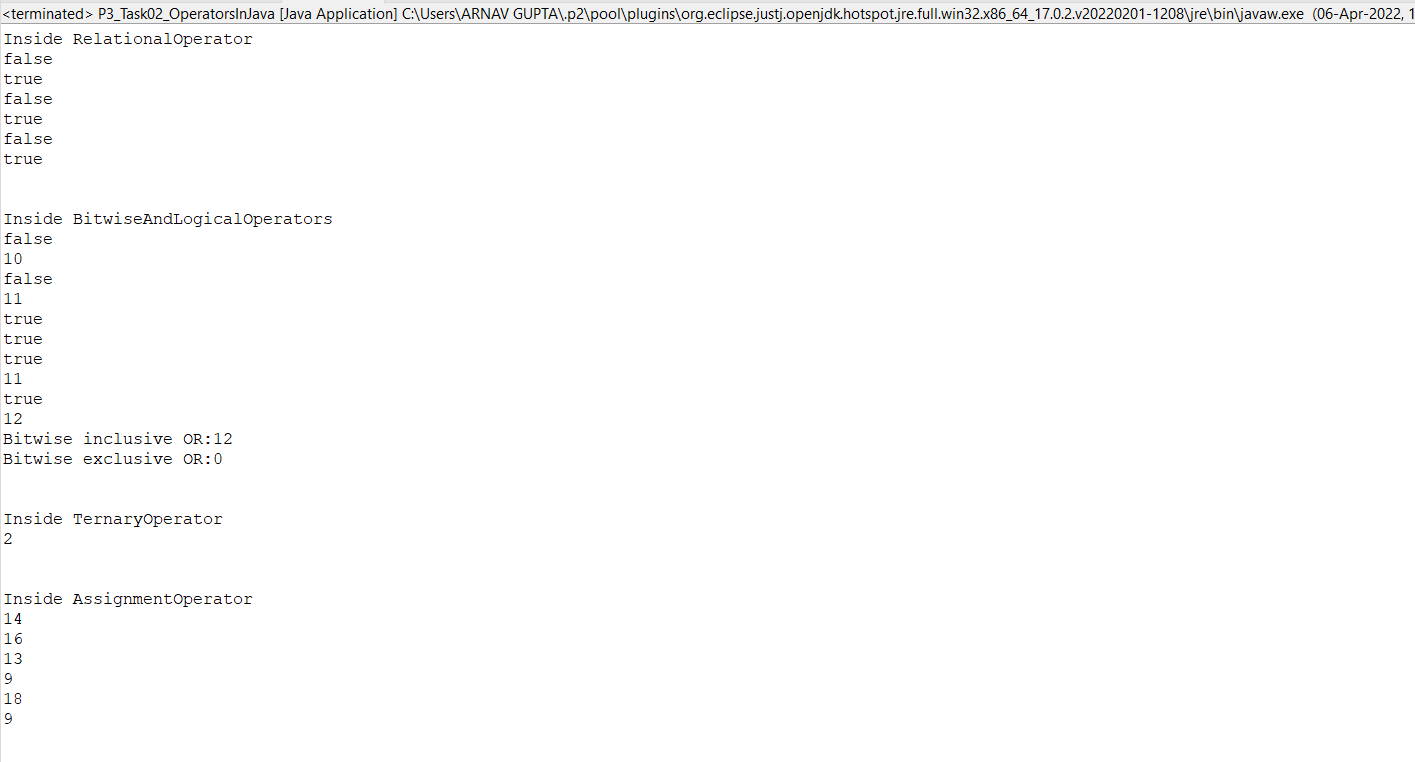 <terminated> P3_Task02_OperatorsInJava [Java Application] C:\Users\ARNAV GUPTA\.p2\pool\plugins\org.eclipse.justj.openjdk.hotspot.jre.full.win32.x86_64_17.0.2.v20220201-1208\jre\bin\javaw.exe (06-Apr-2022, 1
Inside RelationalOperator
false
true
false
true
false
true
Inside BitwiseAndLogicalOperators
false
10
false
11
true
true
true
11
true
12
Bitwise inclusive OR:12
Bitwise exclusive OR:0
Inside TernaryOperator
2
Inside AssignmentOperator
14
16
13
9
18
9